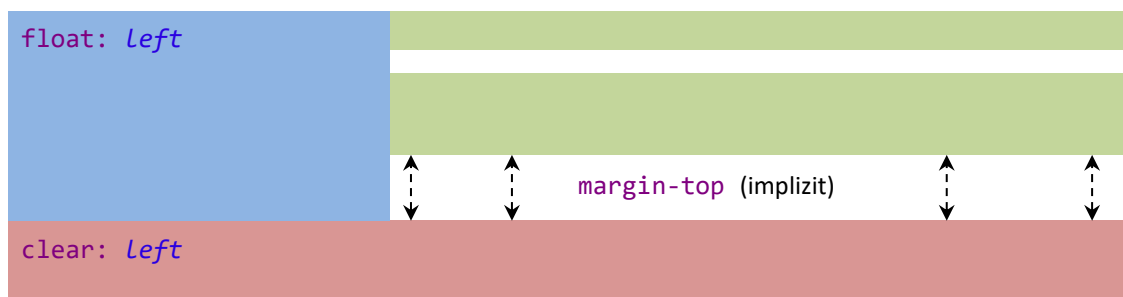 float: left
margin-top (implizit)
clear: left